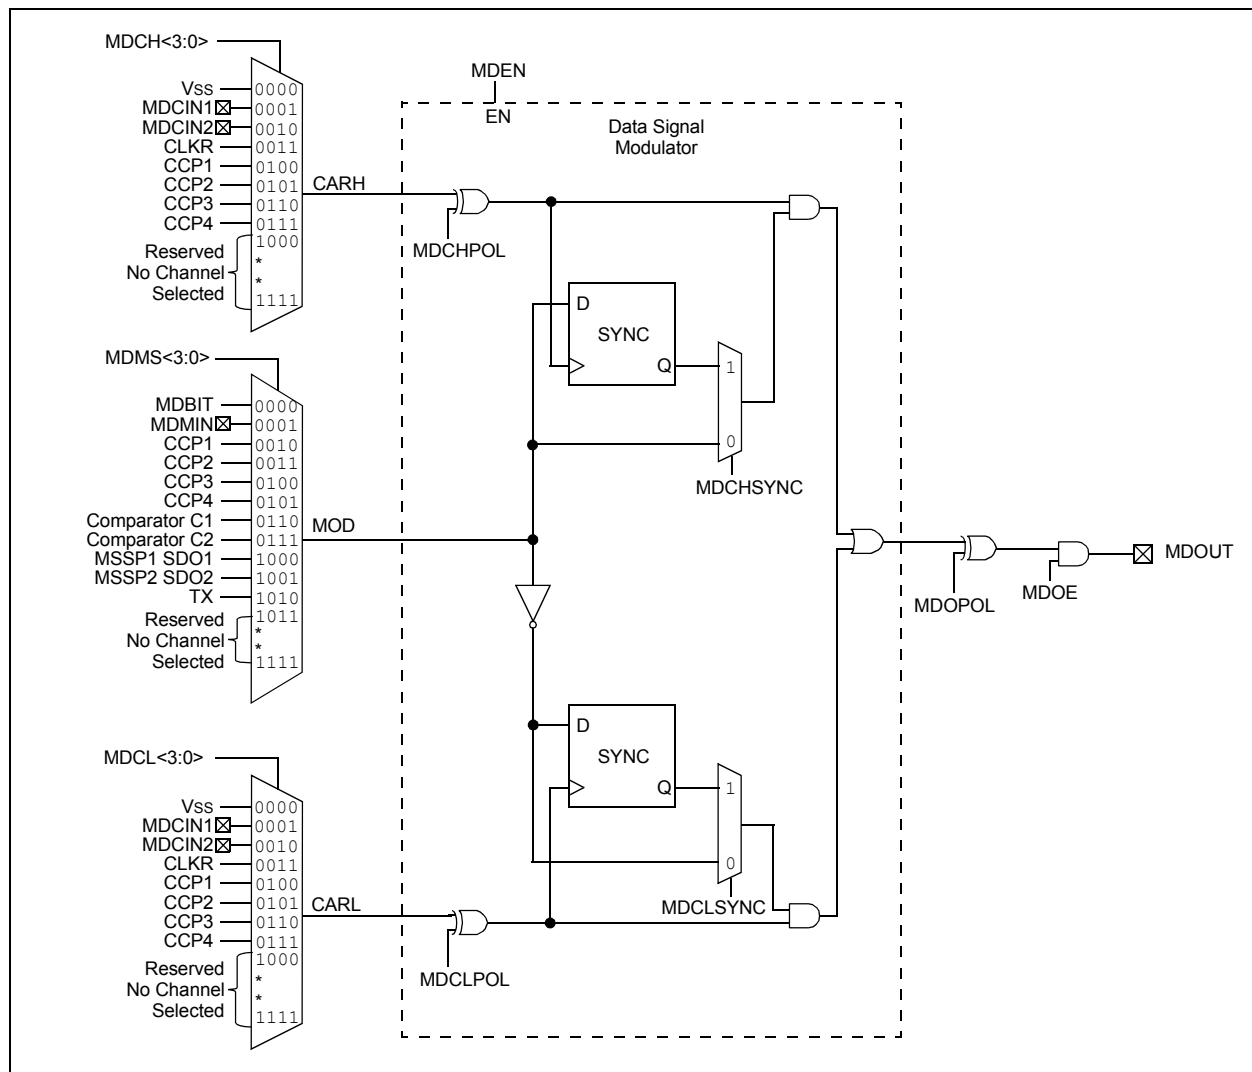 MDCH<3:0>
VSS 0000
MDCIN1 0001
MDCIN2 0010
CLKR 0011
CCP1 0100
CCP2 0101
CCP3 0110
CCP4 0111
1000
Reserved
*
No Channel
*
Selected
1111
CARH
MDMS<3:0>
MDBIT 0000
MDMIN 0001
CCP1 0010
CCP2 0011
CCP3 0100
CCP4 0101
Comparator C1 0110
Comparator C2 0111
MSSP1 SDO1 1000
MSSP2 SDO2 1001
TX 1010
1011
Reserved
*
No Channel
*
Selected
1111
MOD
MDCL<3:0>
VSS 0000
MDCIN1 0001
MDCIN2 0010
CLKR 0011
CCP1 0100
CCP2 0101
CCP3 0110
CCP4 0111
1000
Reserved
*
No Channel
*
Selected
1111
CARL
MDEN
EN
Data Signal
Modulator
MDCHPOL
D
SYNC
Q
1
0
MDCHSYNC
D
SYNC
Q
1
0
MDCLSYNC
MDCLPOL
MDOPOL
MDOE
MDOUT